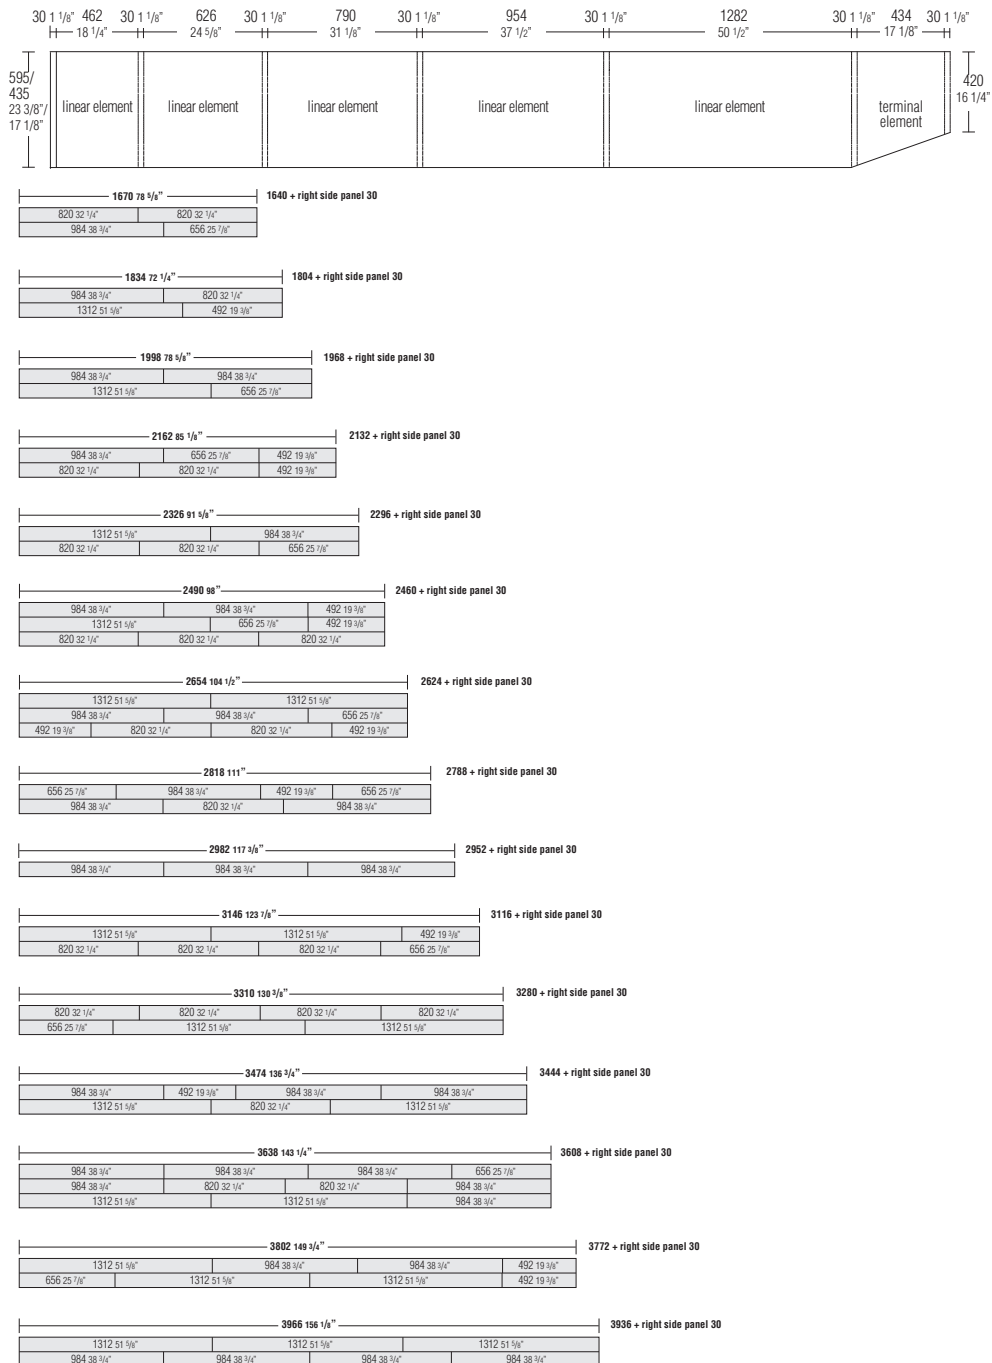 30 1 1/8” 462 30 1 1/8” 626 30 1 1/8” 790 30 1 1/8” 954 30 1 1/8” 1282 30 1 1/8” 434 30 1 1/8”
18 1/4” 24 5/8” 31 1/8” 37 1/2” 50 1/2” 17 1/8”
595/
435
23 3/8”/
17 1/8”
linear element linear element linear element linear element linear element terminal element
420
16 1/4”
1670 78 5/8” 1640 + right side panel 30
820 32 1/4” 820 32 1/4”
984 38 3/4” 656 25 7/8”
1834 72 1/4” 1804 + right side panel 30
984 38 3/4” 820 32 1/4”
1312 51 5/8” 492 19 3/8”
1998 78 5/8” 1968 + right side panel 30
984 38 3/4” 984 38 3/4”
1312 51 5/8” 656 25 7/8”
2162 85 1/8” 2132 + right side panel 30
984 38 3/4” 656 25 7/8” 492 19 3/8”
820 32 1/4” 820 32 1/4” 492 19 3/8”
2326 91 5/8” 2296 + right side panel 30
1312 51 5/8” 984 38 3/4”
820 32 1/4” 820 32 1/4” 656 25 7/8”
2490 98” 2460 + right side panel 30
984 38 3/4” 984 38 3/4” 492 19 3/8”
1312 51 5/8” 656 25 7/8” 492 19 3/8”
820 32 1/4” 820 32 1/4” 820 32 1/4”
2654 104 1/2” 2624 + right side panel 30
1312 51 5/8” 1312 51 5/8”
984 38 3/4” 984 38 3/4” 656 25 7/8”
492 19 3/8” 820 32 1/4” 820 32 1/4” 492 19 3/8”
2818 111” 2788 + right side panel 30
656 25 7/8” 984 38 3/4” 492 19 3/8” 656 25 7/8”
984 38 3/4” 820 32 1/4” 984 38 3/4”
2982 117 3/8” 2952 + right side panel 30
984 38 3/4” 984 38 3/4” 984 38 3/4”
3146 123 7/8” 3116 + right side panel 30
1312 51 5/8” 1312 51 5/8” 492 19 3/8”
820 32 1/4” 820 32 1/4” 820 32 1/4” 656 25 7/8”
3310 130 3/8” 3280 + right side panel 30
820 32 1/4” 820 32 1/4” 820 32 1/4” 820 32 1/4”
656 25 7/8” 1312 51 5/8” 1312 51 5/8”
3474 136 3/4” 3444 + right side panel 30
984 38 3/4” 492 19 3/8” 984 38 3/4” 984 38 3/4”
1312 51 5/8” 820 32 1/4” 1312 51 5/8”
3638 143 1/4” 3608 + right side panel 30
984 38 3/4” 984 38 3/4” 984 38 3/4” 656 25 7/8”
984 38 3/4” 820 32 1/4” 820 32 1/4” 984 38 3/4”
1312 51 5/8” 1312 51 5/8” 984 38 3/4”
3802 149 3/4” 3772 + right side panel 30
1312 51 5/8” 984 38 3/4” 984 38 3/4” 492 19 3/8”
656 25 7/8” 1312 51 5/8” 1312 51 5/8” 492 19 3/8”
3966 156 1/8” 3936 + right side panel 30
1312 51 5/8” 1312 51 5/8” 1312 51 5/8”
984 38 3/4” 984 38 3/4” 984 38 3/4” 984 38 3/4”